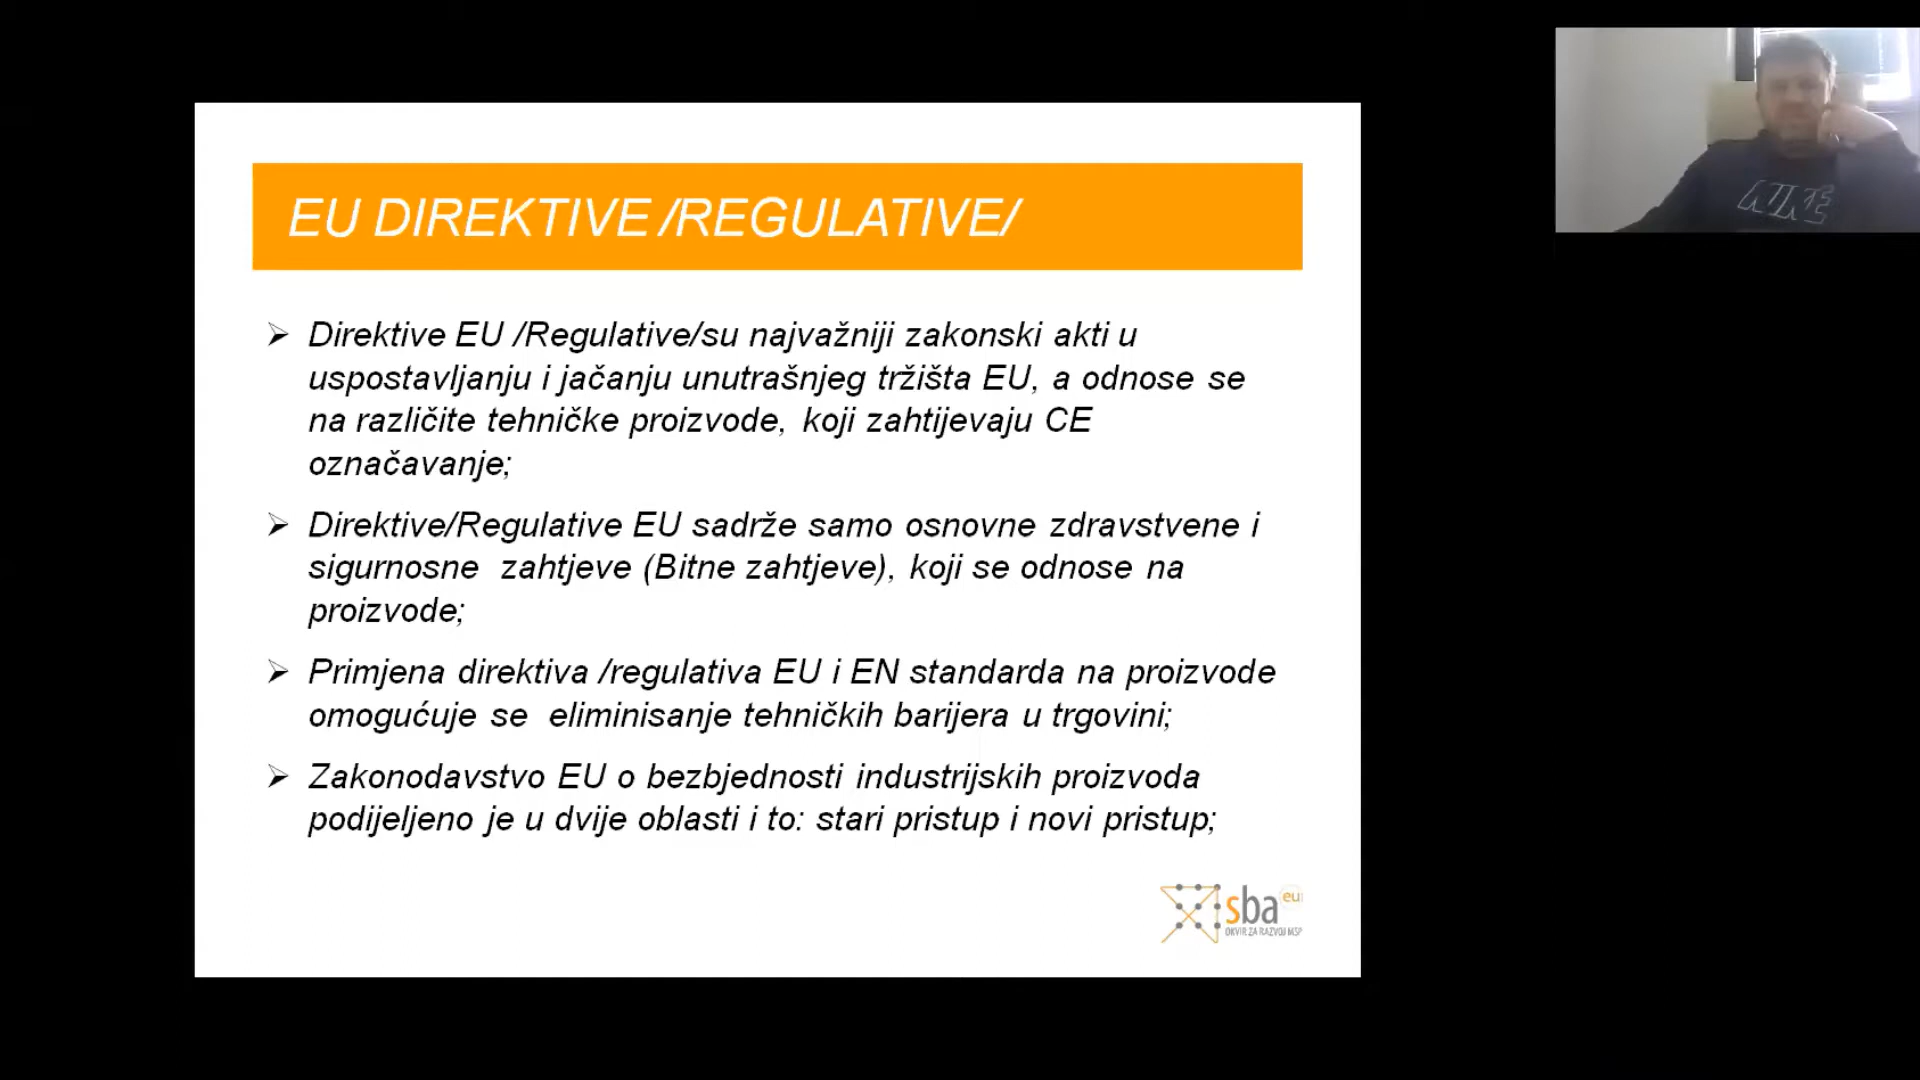 EU DIREKTIVE /REGULATIVE/
Direktive EU /Regulative/su najvažniji zakonski akti u
uspostavljanju i jačanju unutrašnjeg tržišta EU, a odnose se
na različite tehničke proizvode, koji zahtijevaju CE
označavanje;
Direktive/Regulative EU sadrže samo osnovne zdravstvene i
sigurnosne zahtjeve (Bitne zahtjeve), koji se odnose na
proizvode;
Primjena direktiva /regulativa EU i EN standarda na proizvode
omogućuje se eliminisanje tehničkih barijera u trgovini;
Zakonodavstvo EU o bezbjednosti industrijskih proizvoda
podijeljeno je u dvije oblasti i to: stari pristup i novi pristup;
sba eu
OKVIR ZA RAZVOJ MSP